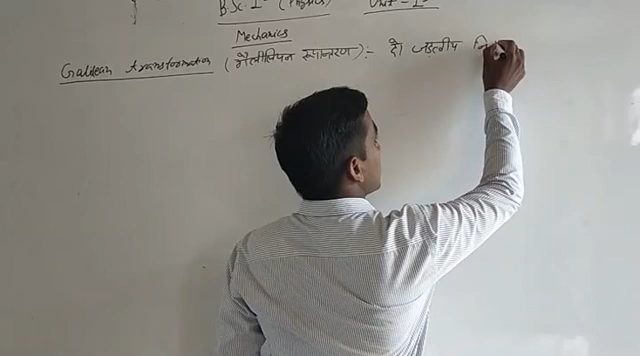 B.Sc.-I (Physics) Unit-I
Mechanics
Galilean transformation (गैलीलियन रूपान्तरण) :- दो जड़त्वीय नि